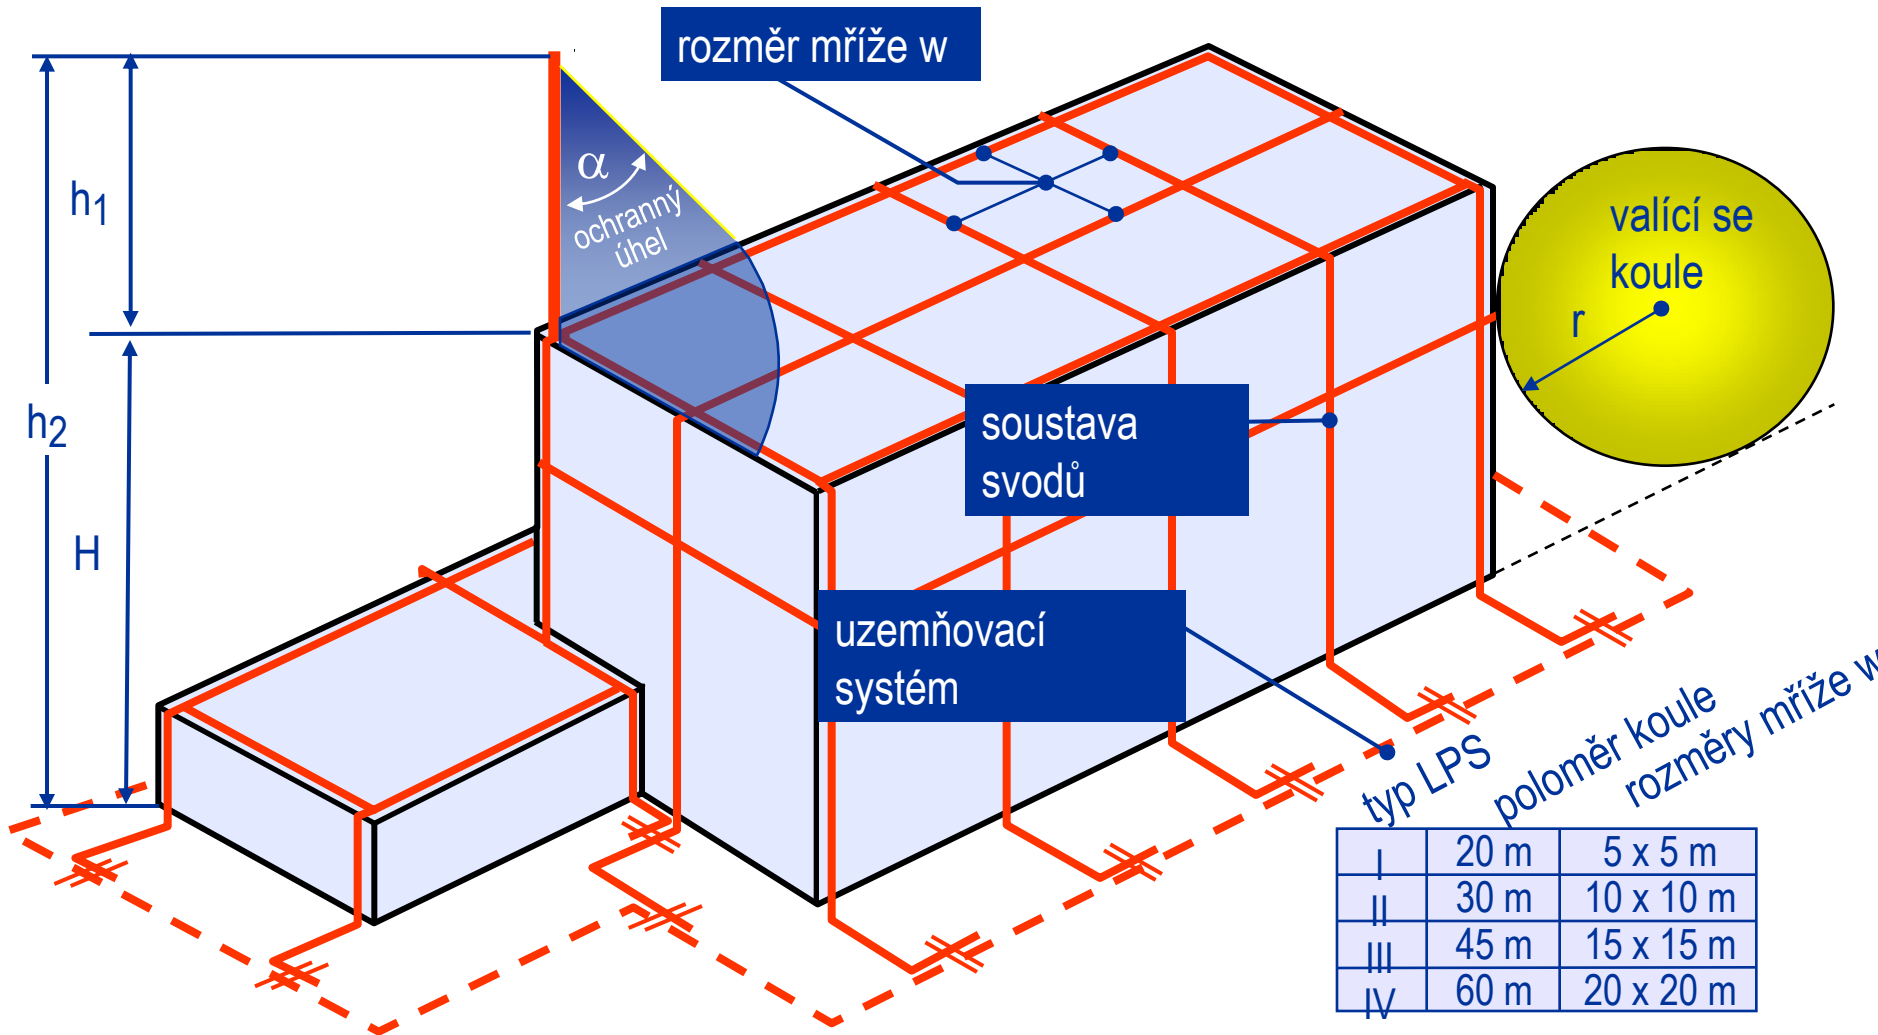 rozměr mříže w
h1
α
ochranný
úhel
valící se
koule
r
h2
soustava
svodů
H
uzemňovací
systém
typ LPS
poloměr koule
rozměry mříže w
I 20 m 5 x 5 m
II 30 m 10 x 10 m
III 45 m 15 x 15 m
IV 60 m 20 x 20 m